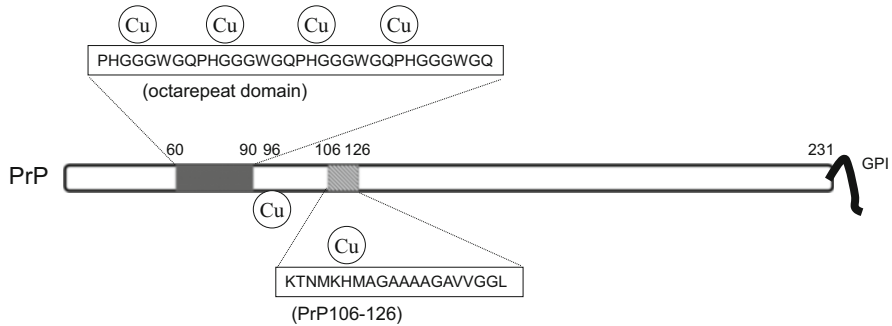 Cu Cu Cu Cu
PHGGGWGQPHGGGWGQPHGGGWGQPHGGGWGQ
(octarepeat domain)
60 90 96 106 126 231
GPI
PrP
Cu
Cu
KTNMKHMAGAAAAGAVVGGL
(PrP106-126)